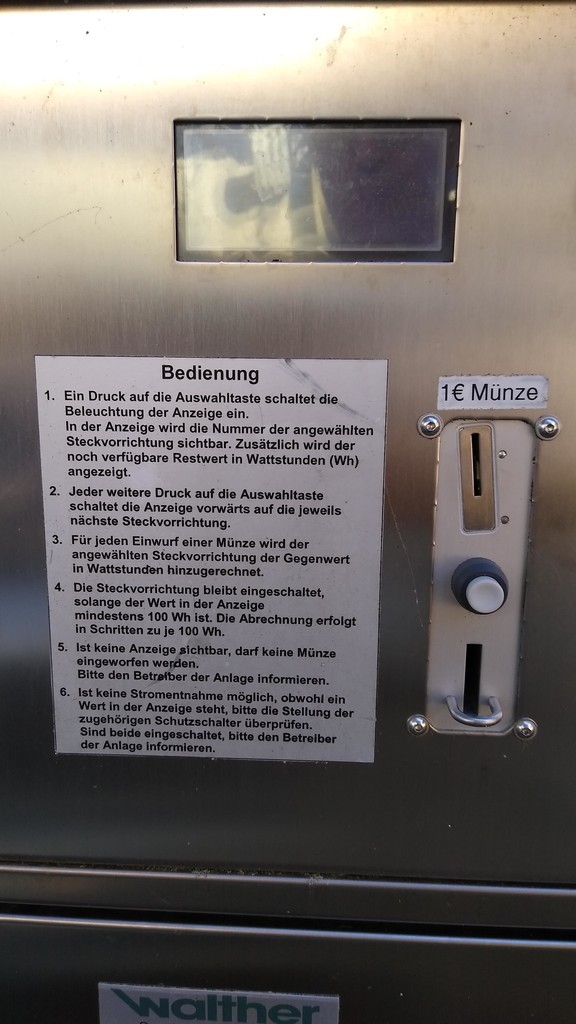 Bedienung
1. Ein Druck auf die Auswahltaste schaltet die
Beleuchtung der Anzeige ein.
In der Anzeige wird die Nummer der angewählten
Steckvorrichtung sichtbar. Zusätzlich wird der
noch verfügbare Restwert in Wattstunden (Wh)
angezeigt.
2. Jeder weitere Druck auf die Auswahltaste
schaltet die Anzeige vorwärts auf die jeweils
nächste Steckvorrichtung.
3. Für jeden Einwurf einer Münze wird der
angewählten Steckvorrichtung der Gegenwert
in Wattstunden hinzugerechnet.
4. Die Steckvorrichtung bleibt eingeschaltet,
solange der Wert in der Anzeige
mindestens 100 Wh ist. Die Abrechnung erfolgt
in Schritten zu je 100 Wh.
5. Ist keine Anzeige sichtbar, darf keine Münze
eingeworfen werden.
Bitte den Betreiber der Anlage informieren.
6. Ist keine Stromentnahme möglich, obwohl ein
Wert in der Anzeige steht, bitte die Stellung der
zugehörigen Schutzschalter überprüfen.
Sind beide eingeschaltet, bitte den Betreiber
der Anlage informieren.
1€ Münze
walther